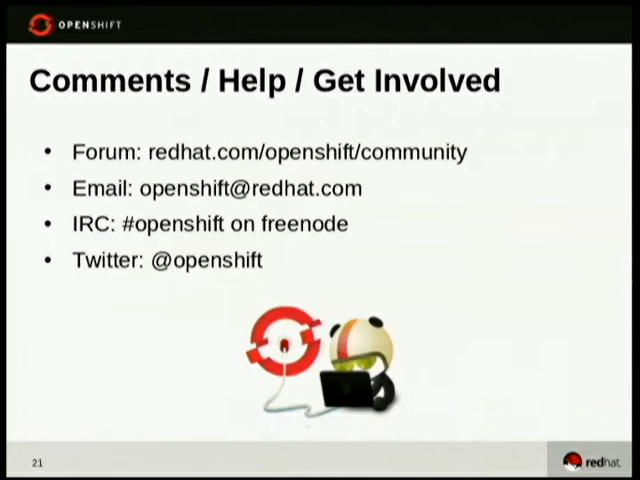 OPENSHIFT
Comments / Help / Get Involved
• Forum: redhat.com/openshift/community
• Email: openshift@redhat.com
• IRC: #openshift on freenode
• Twitter: @openshift
21
redhat.